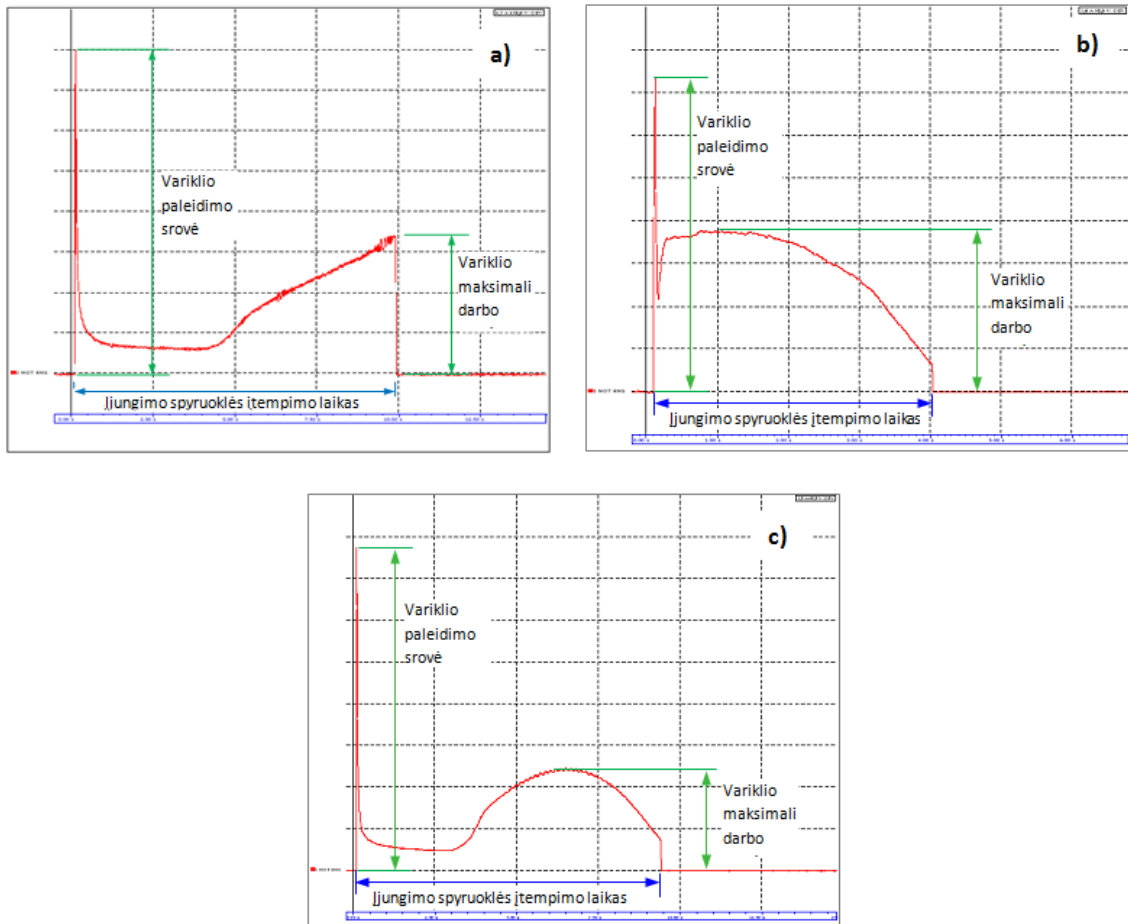 a)
Variklio
paleidimo
srovė
Variklio
maksimali
darbo
Įjungimo spyruoklės įtempimo laikas
b)
Variklio
paleidimo
srovė
Variklio
maksimali
darbo
Įjungimo spyruoklės įtempimo laikas
c)
Variklio
paleidimo
srovė
Variklio
maksimali
darbo
Įjungimo spyruoklės įtempimo laikas